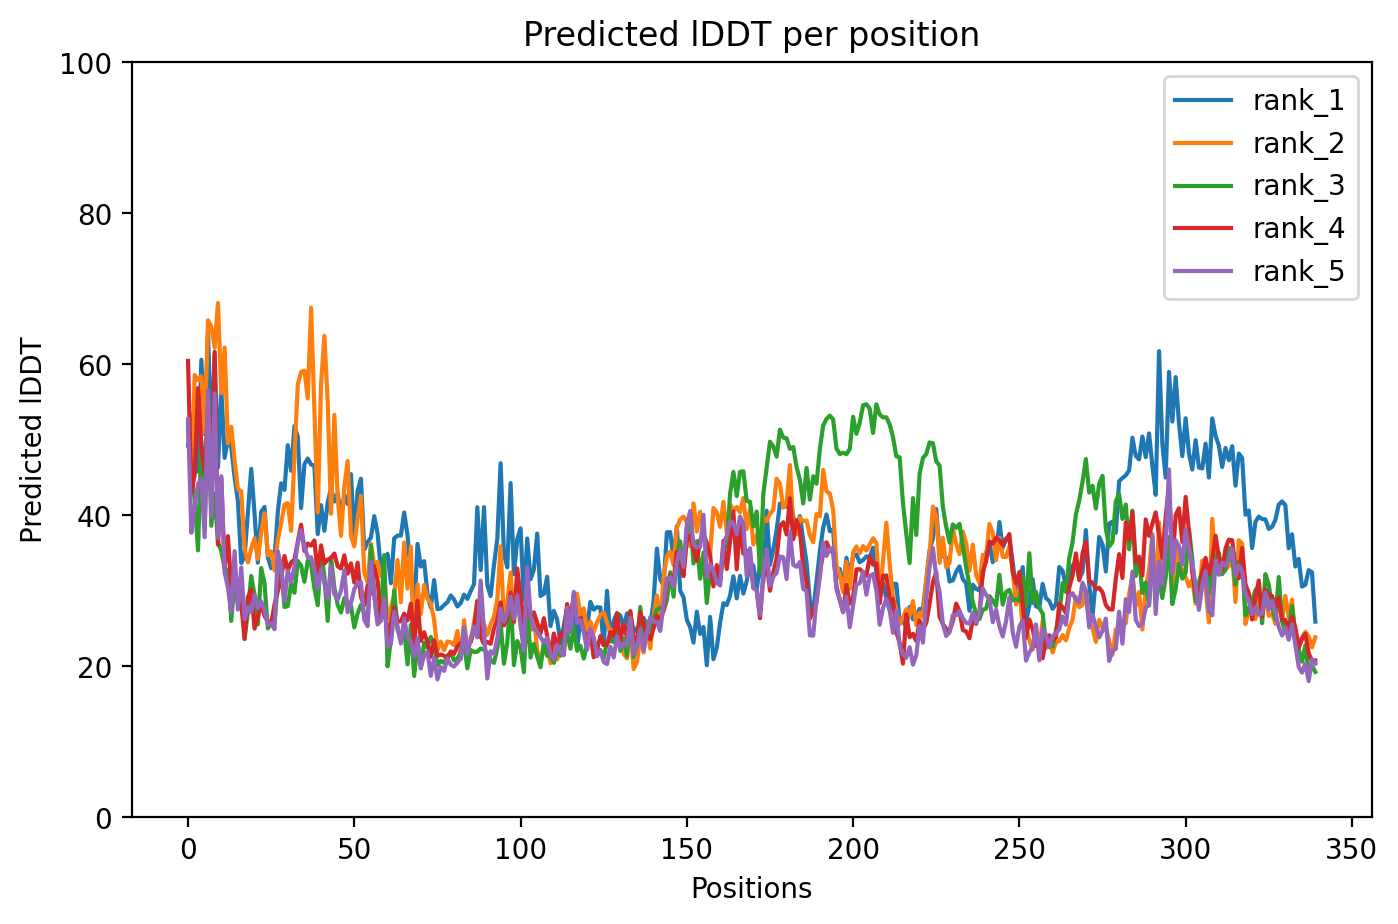 Predicted lDDT per position
100
80
60
40
20
0
Predicted lDDT
rank_1
rank_2
rank_3
rank_4
rank_5
0 50 100 150 200 250 300 350
Positions